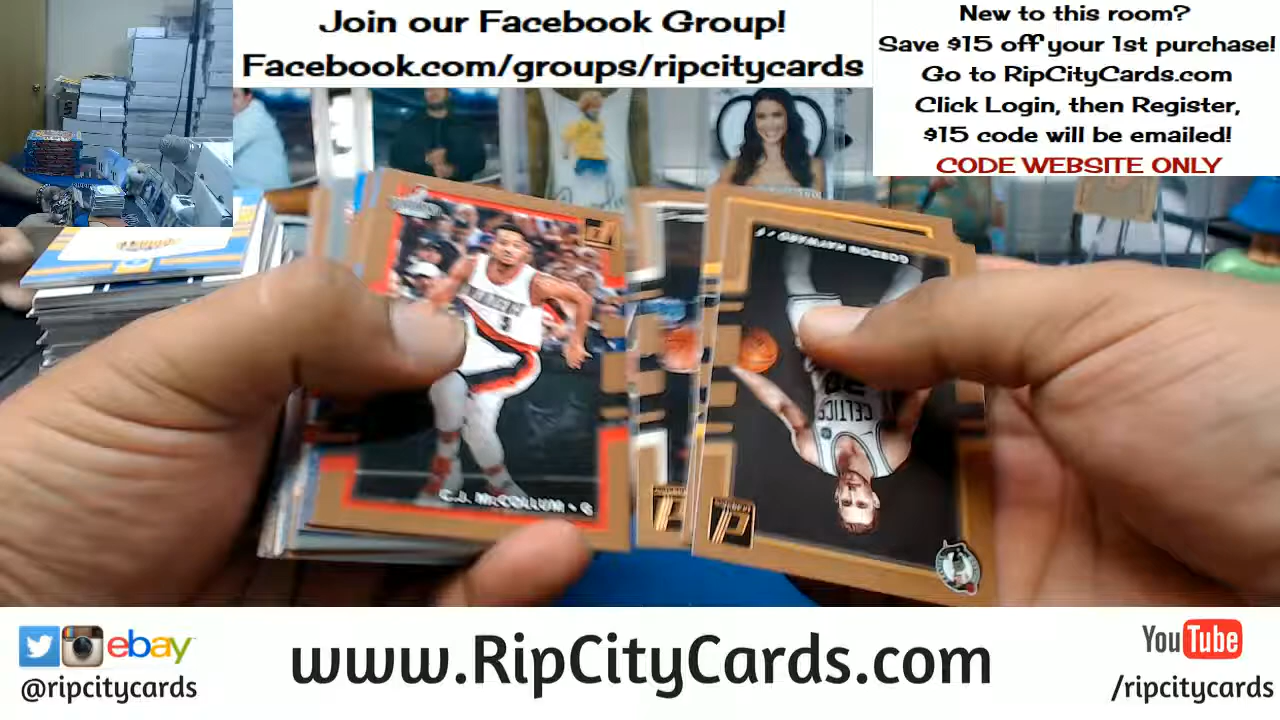 Join our Facebook Group!
Facebook.com/groups/ripcitycards
New to this room?
Save $15 off your 1st purchase!
Go to RipCityCards.com
Click Login, then Register,
$15 code will be emailed!
CODE WEBSITE ONLY
GORDON HAYWARD • F
CELTICS
C.J. McCOLLUM • G
ebay
@ripcitycards
www.RipCityCards.com
YouTube
/ripcitycards